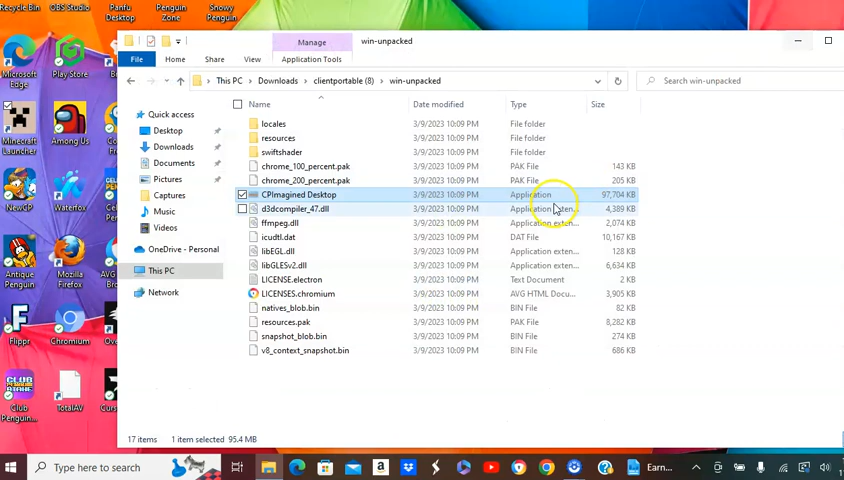 Recycle Bin
OBS Studio
Panfu
Desktop
Penguin
Zone
Snowy
Penguin...
Manage
win-unpacked
File
Home
Share
View
Application Tools
This PC
Downloads
clientportable (8)
win-unpacked
Search win-unpacked
Microsoft
Edge
Play Store
Name
Date modified
Type
Size
Quick access
Desktop
Downloads
Documents
Pictures
Captures
Music
Videos
OneDrive - Personal
This PC
Network
locales 3/9/2023 10:09 PM File folder
resources 3/9/2023 10:09 PM File folder
swiftshader 3/9/2023 10:09 PM File folder
chrome_100_percent.pak 3/9/2023 10:09 PM PAK File 143 KB
chrome_200_percent.pak 3/9/2023 10:09 PM PAK File 205 KB
CPImagined Desktop 3/9/2023 10:09 PM Application 97,704 KB
d3dcompiler_47.dll 3/9/2023 10:09 PM Application exten... 4,389 KB
ffmpeg.dll 3/9/2023 10:09 PM Application exten... 2,074 KB
icudtl.dat 3/9/2023 10:09 PM DAT File 10,167 KB
libEGL.dll 3/9/2023 10:09 PM Application exten... 128 KB
libGLESv2.dll 3/9/2023 10:09 PM Application exten... 6,634 KB
LICENSE.electron 3/9/2023 10:09 PM Text Document 2 KB
LICENSES.chromium 3/9/2023 10:09 PM AVG HTML Docu... 3,905 KB
natives_blob.bin 3/9/2023 10:09 PM BIN File 82 KB
resources.pak 3/9/2023 10:09 PM PAK File 8,282 KB
snapshot_blob.bin 3/9/2023 10:09 PM BIN File 274 KB
v8_context_snapshot.bin 3/9/2023 10:09 PM BIN File 686 KB
Minecraft
Launcher
Among Us
NewCP
Waterfox
Antique
Penguin
Mozilla
Firefox
AVG
Flippr
Chromium
Club
Penguin...
TotalAV
17 items
1 item selected 95.4 MB
Type here to search
Earn...